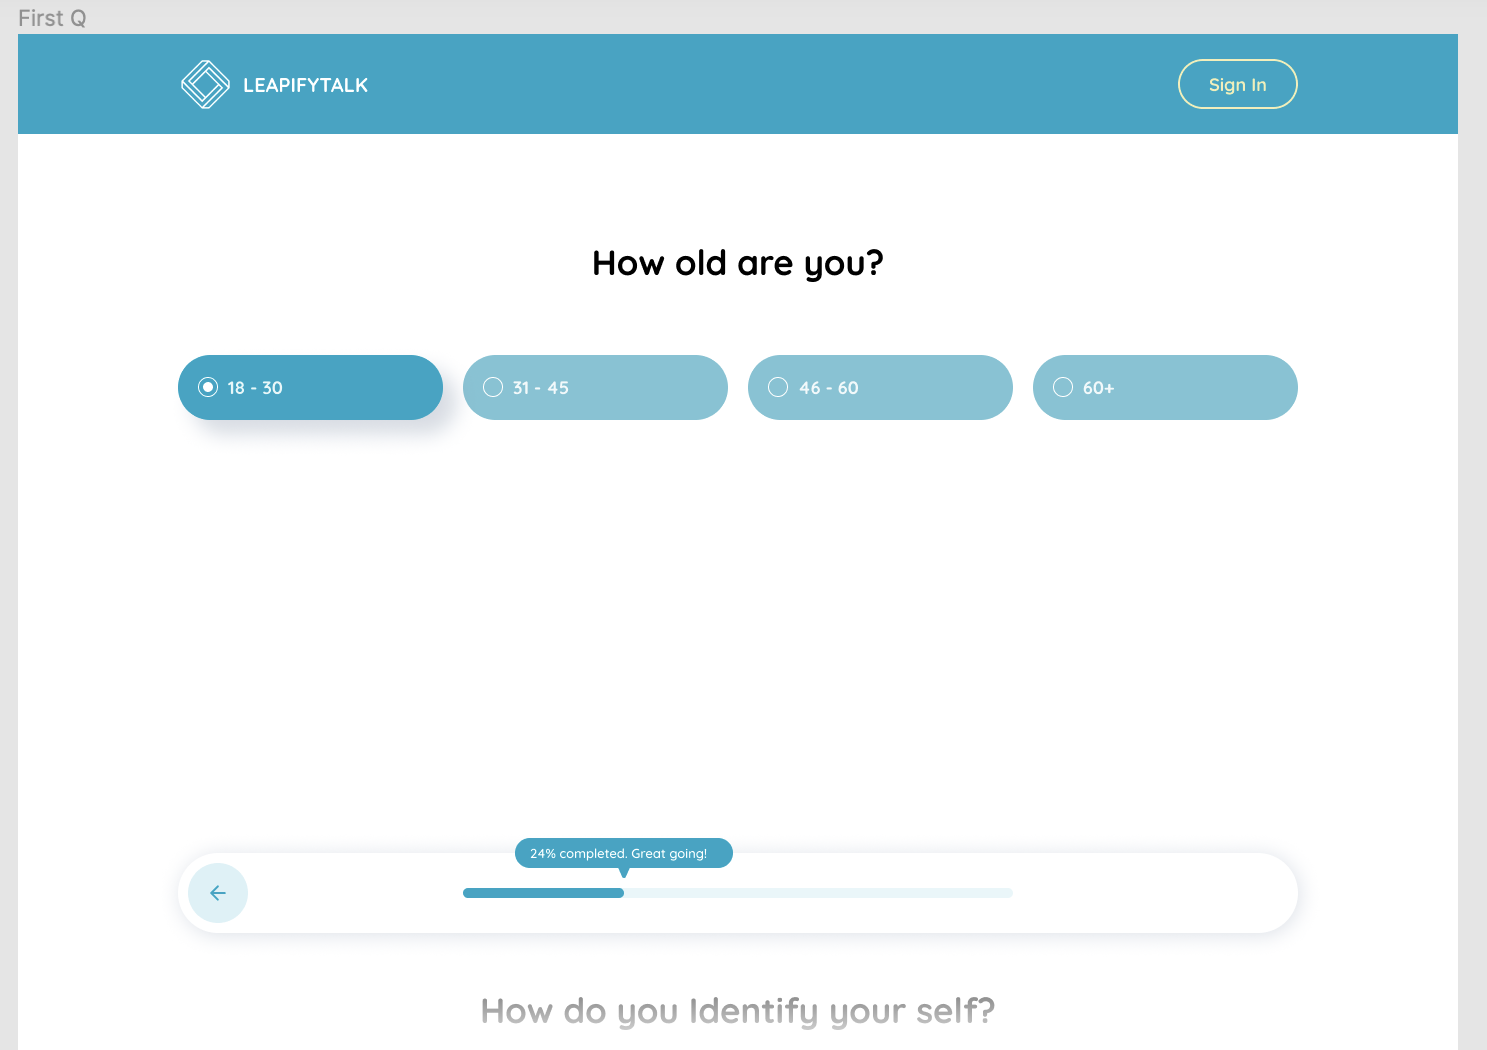 First Q
LEAPIFYTALK
Sign In
How old are you?
18 - 30
31 - 45
46 - 60
60+
24% completed. Great going!
How do you Identify your self?